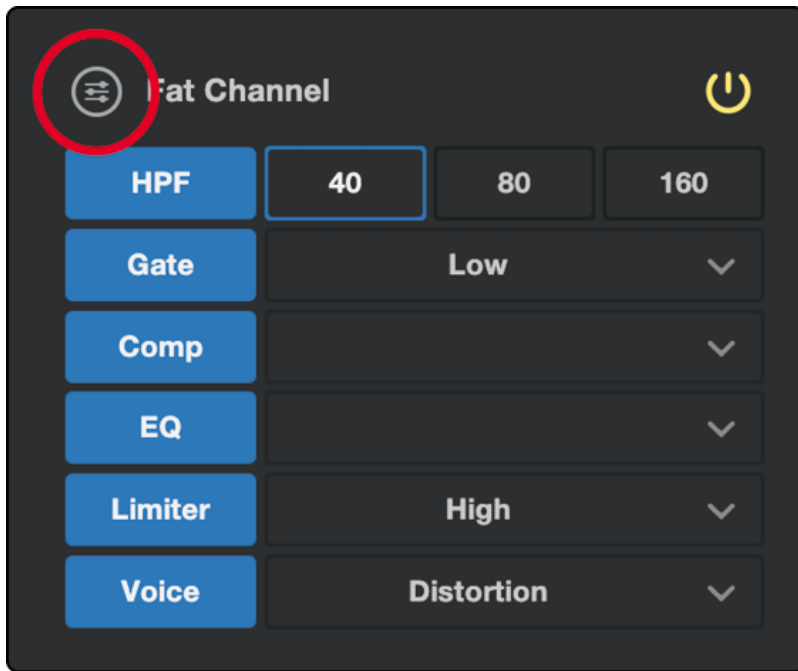 Fat Channel
HPF 40 80 160
Gate Low
Comp
EQ
Limiter High
Voice Distortion